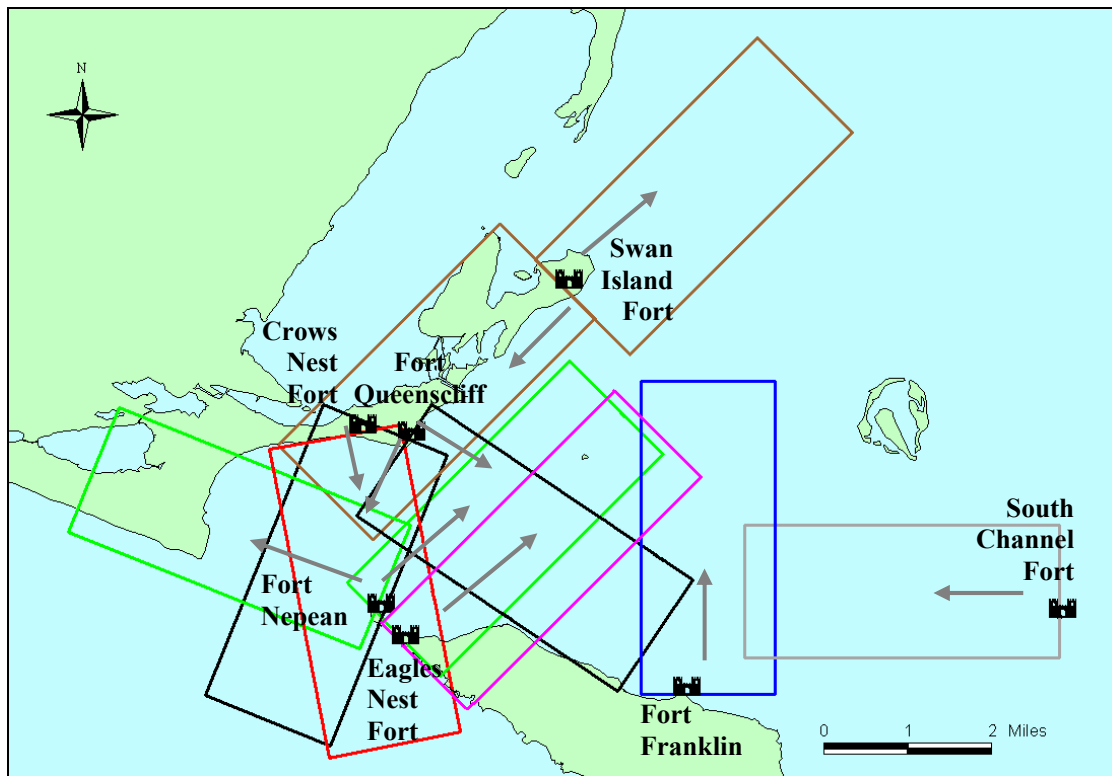 N
Swan
Island
Fort
Crows
Nest
Fort
Fort
Queenscliff
South
Channel
Fort
Fort
Nepean
Eagles
Nest
Fort
Fort
Franklin
0 1 2 Miles